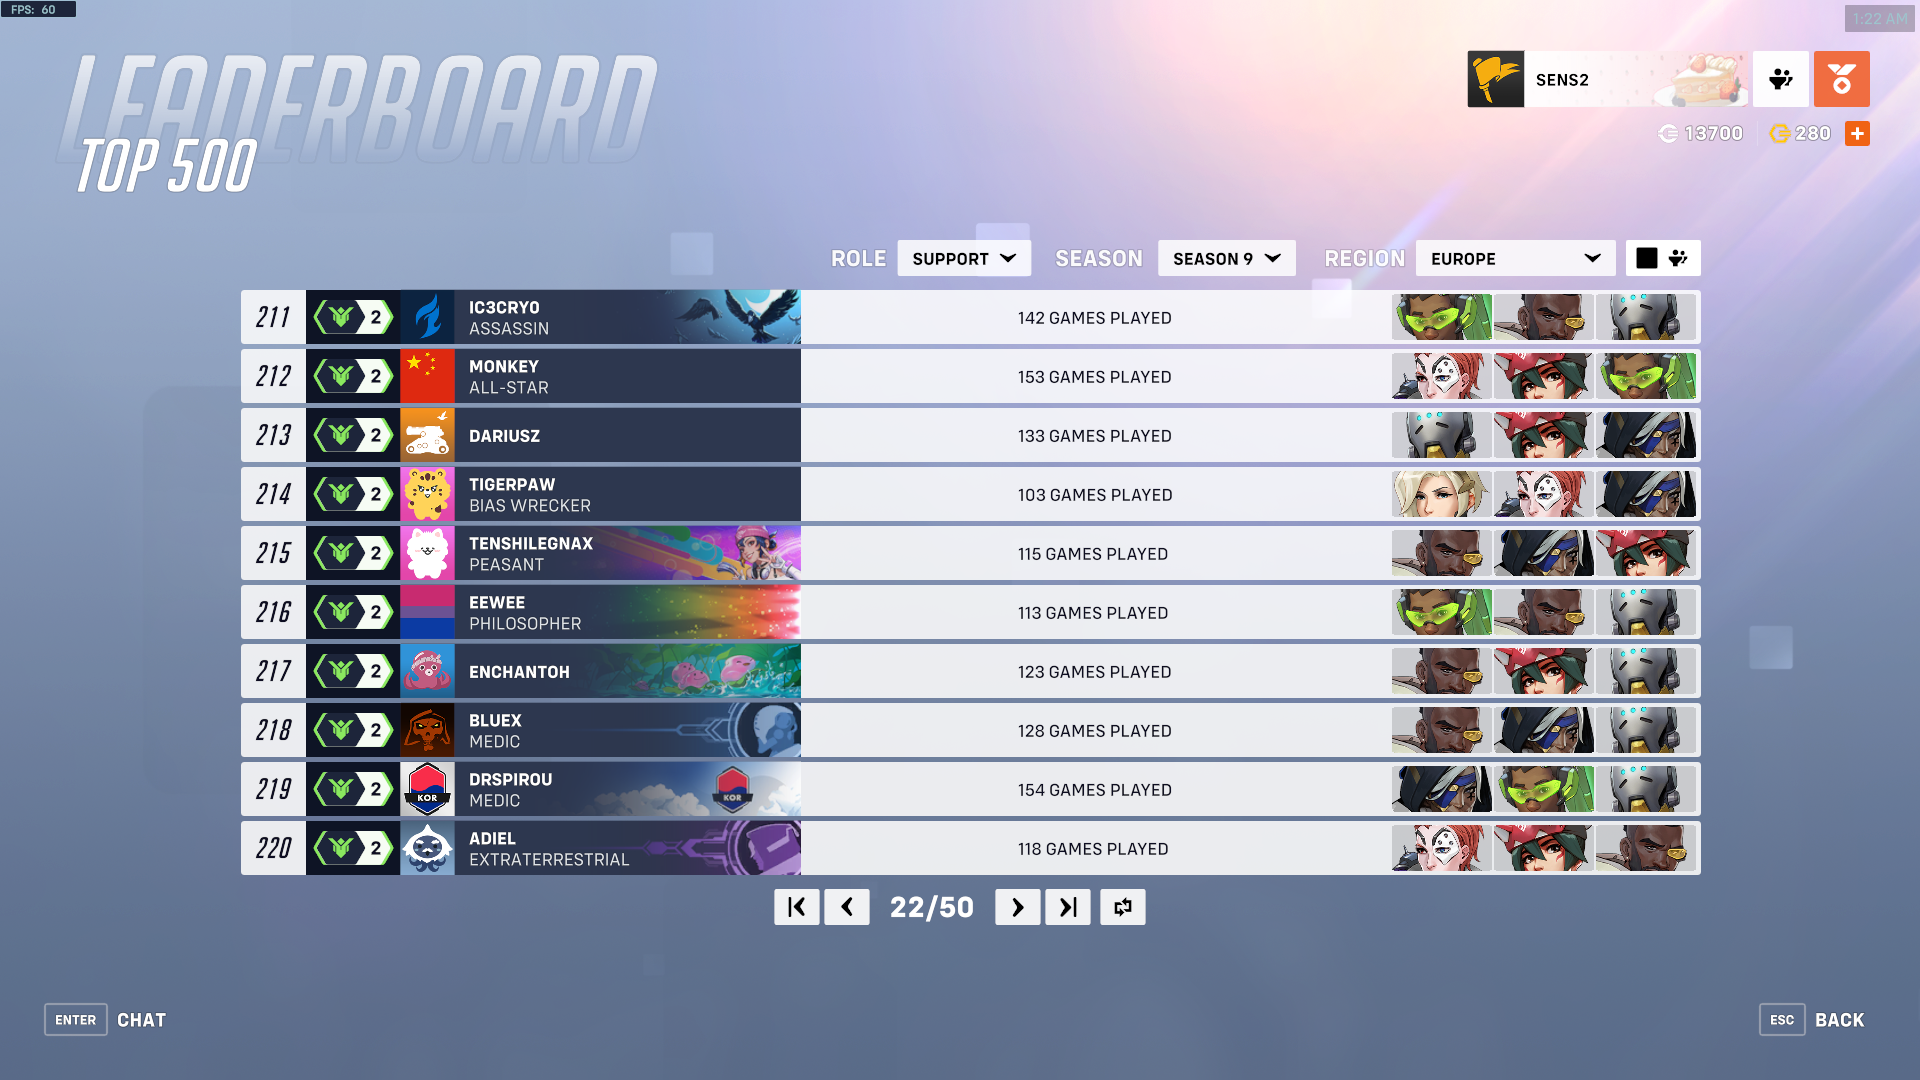 FPS: 60
1:22 AM
LEADERBOARD
TOP 500
SENS2
13700
280
ROLE
SUPPORT
SEASON
SEASON 9
REGION
EUROPE
211
2
IC3CRY0
ASSASSIN
142 GAMES PLAYED
212
2
MONKEY
ALL-STAR
153 GAMES PLAYED
213
2
DARIUSZ
133 GAMES PLAYED
214
2
TIGERPAW
BIAS WRECKER
103 GAMES PLAYED
215
2
TENSHILEGNAX
PEASANT
115 GAMES PLAYED
216
2
EEWEE
PHILOSOPHER
113 GAMES PLAYED
217
2
ENCHANTOH
123 GAMES PLAYED
218
2
BLUEX
MEDIC
128 GAMES PLAYED
219
2
KOR
DRSPIROU
MEDIC
KOR
154 GAMES PLAYED
220
2
ADIEL
EXTRATERRESTRIAL
118 GAMES PLAYED
22/50
ENTER
CHAT
ESC
BACK